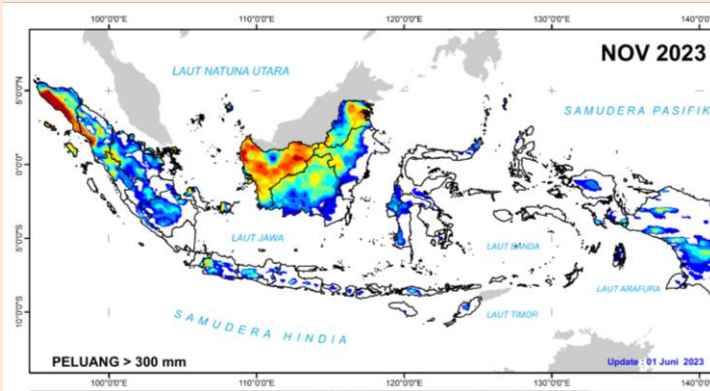 100°0'0"E 110°0'0"E 120°0'0"E 130°0'0"E 140°0'
NOV 2023
LAUT NATUNA UTARA
5°0'0"N
SAMUDERA PASIFIK
0°0'0"
LAUT JAWA
LAUT BANDA
5°0'0"S
LAUT ARAFURA
LAUT TIMOR
10°0'0"S
SAMUDERA HINDIA
PELUANG > 300 mm
Update : 01 Juni 2023
100°0'0"E 110°0'0"E 120°0'0"E 130°0'0"E 140°0'